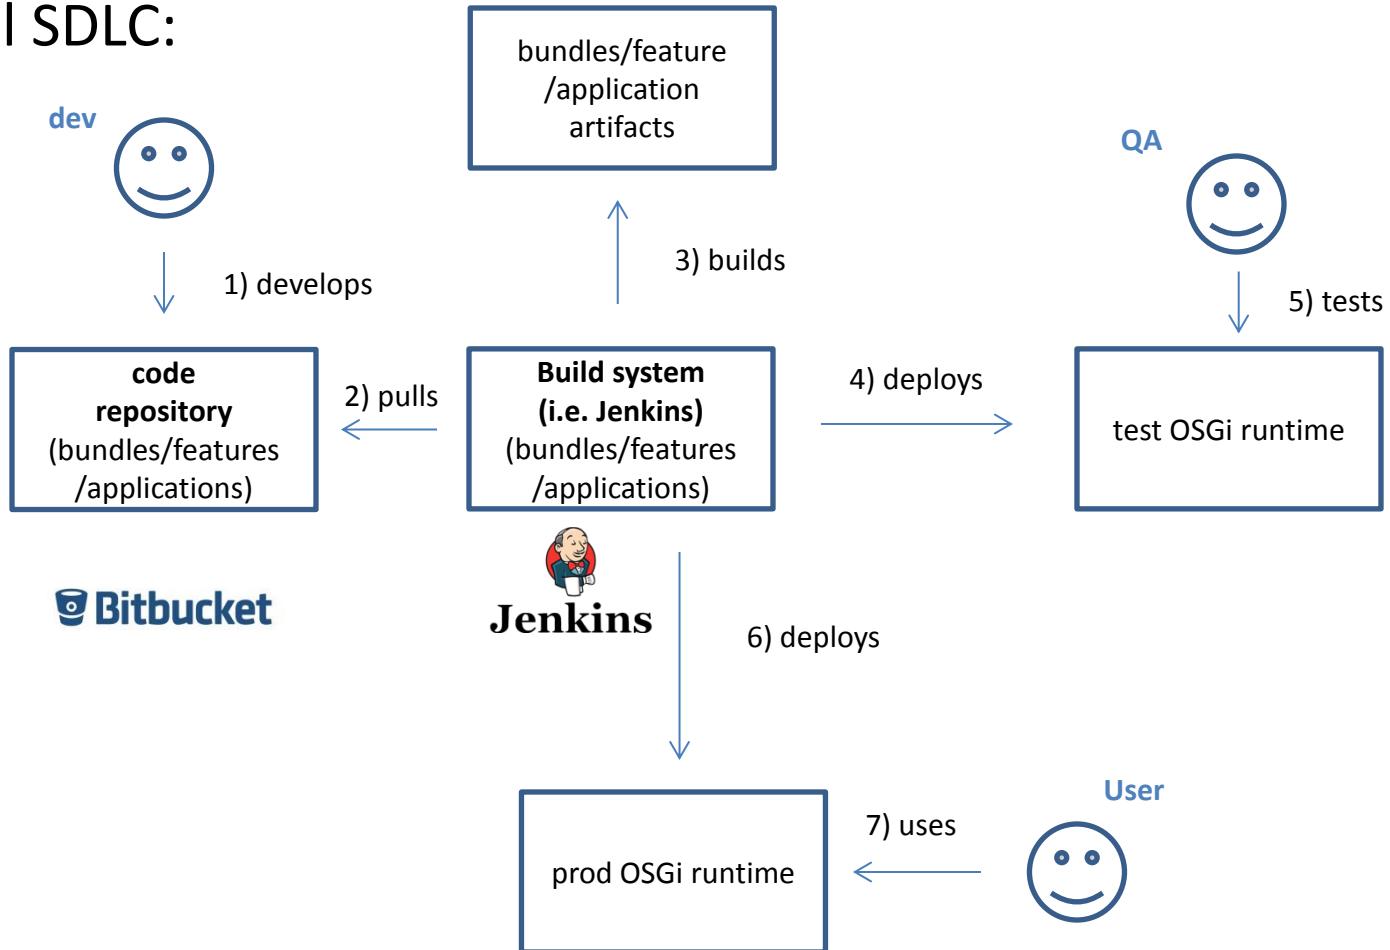 l SDLC:
bundles/feature
/application
artifacts
dev
QA
3) builds
1) develops
5) tests
code
repository
(bundles/features
/applications)
2) pulls
Build system
(i.e. Jenkins)
(bundles/features
/applications)
4) deploys
test OSGi runtime
Bitbucket
Jenkins
6) deploys
User
7) uses
prod OSGi runtime